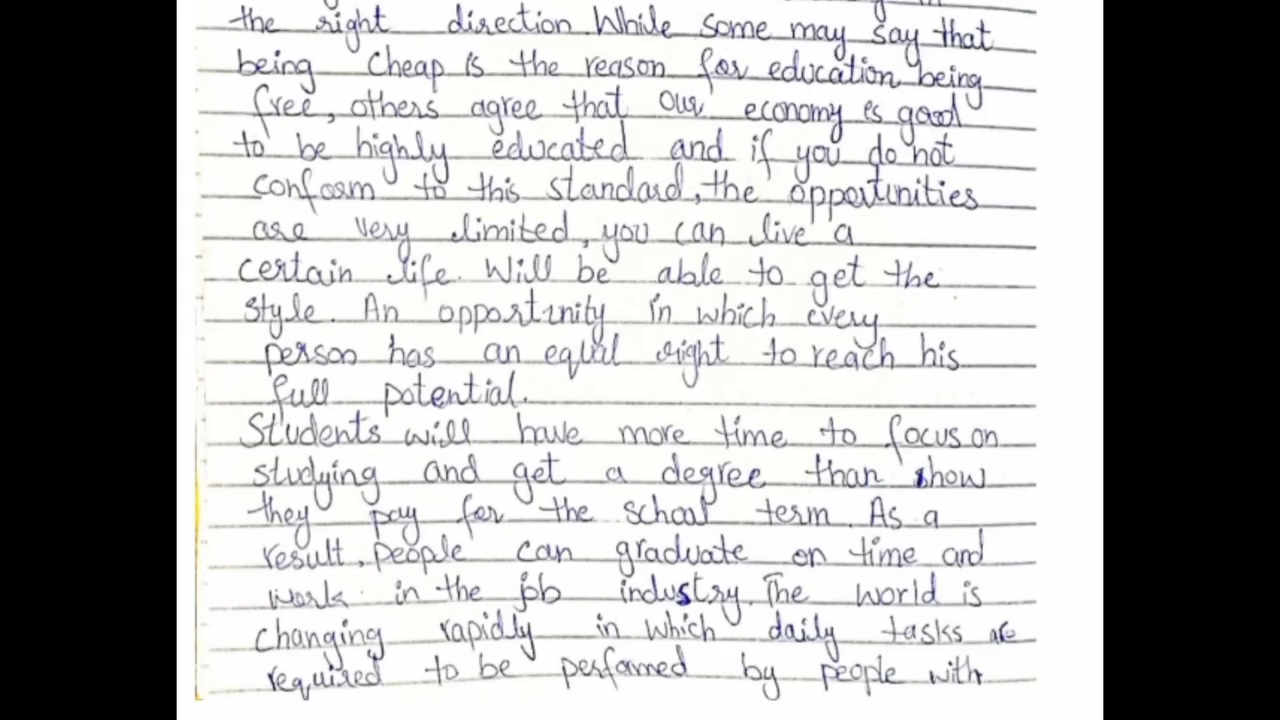 the right direction. While some may say that
being cheap is the reason for education being
free, others agree that our economy is good
to be highly educated and if you do not
conform to this standard, the opportunities
are very limited, you can live a
certain life. Will be able to get the
style. An opportunity in which every
person has an equal right to reach his
full potential.
Students will have more time to focus on
studying and get a degree than show
they pay for the school term. As a
result, people can graduate on time and
work in the job industry. The world is
changing rapidly in which daily tasks are
required to be performed by people with